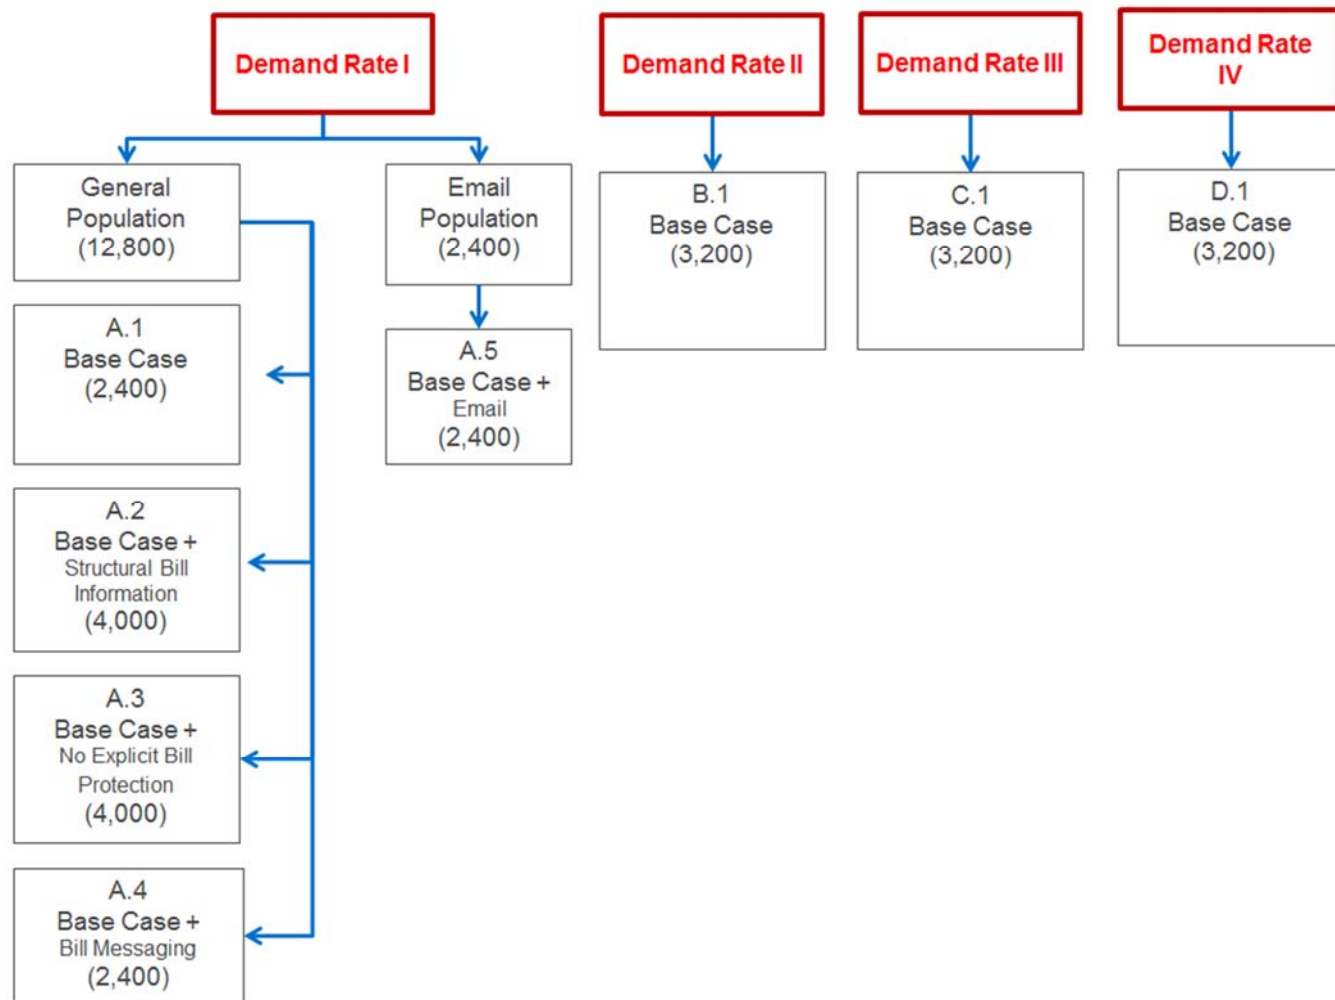 Demand Rate I
Demand Rate II
Demand Rate III
Demand Rate
IV
General
Population
(12,800)
Email
Population
(2,400)
B.1
Base Case
(3,200)
C.1
Base Case
(3,200)
D.1
Base Case
(3,200)
A.1
Base Case
(2,400)
A.5
Base Case +
Email
(2,400)
A.2
Base Case +
Structural Bill
Information
(4,000)
A.3
Base Case +
No Explicit Bill
Protection
(4,000)
A.4
Base Case +
Bill Messaging
(2,400)